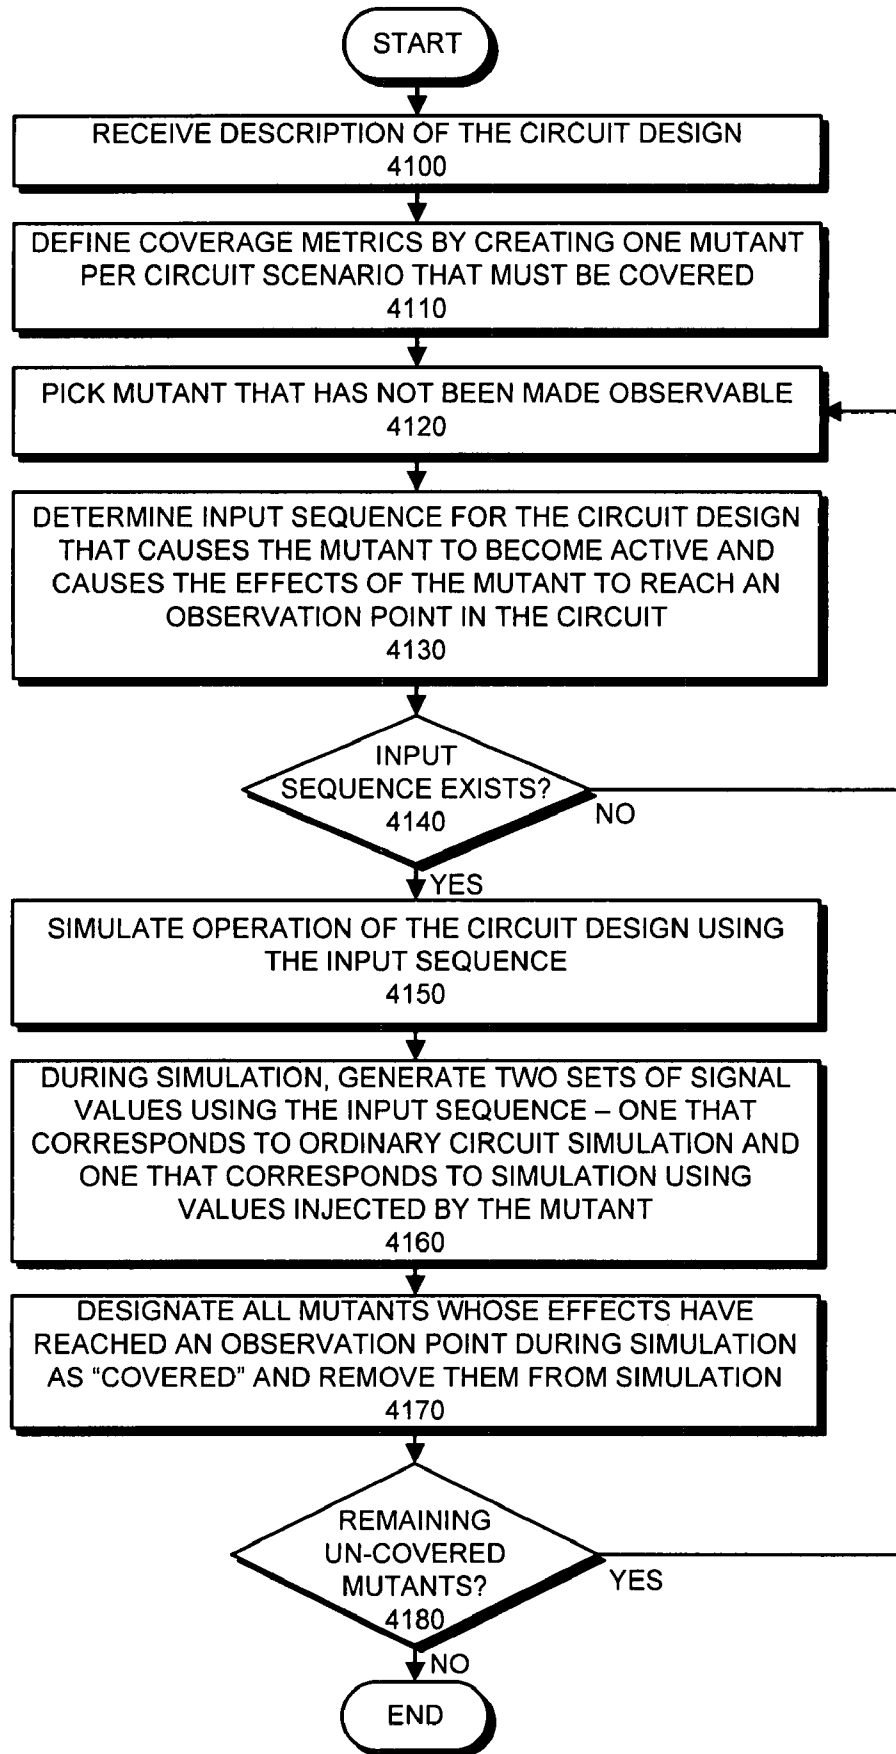 START
RECEIVE DESCRIPTION OF THE CIRCUIT DESIGN
4100
DEFINE COVERAGE METRICS BY CREATING ONE MUTANT
PER CIRCUIT SCENARIO THAT MUST BE COVERED
4110
PICK MUTANT THAT HAS NOT BEEN MADE OBSERVABLE
4120
DETERMINE INPUT SEQUENCE FOR THE CIRCUIT DESIGN
THAT CAUSES THE MUTANT TO BECOME ACTIVE AND
CAUSES THE EFFECTS OF THE MUTANT TO REACH AN
OBSERVATION POINT IN THE CIRCUIT
4130
INPUT
SEQUENCE EXISTS?
4140
NO
YES
SIMULATE OPERATION OF THE CIRCUIT DESIGN USING
THE INPUT SEQUENCE
4150
DURING SIMULATION, GENERATE TWO SETS OF SIGNAL
VALUES USING THE INPUT SEQUENCE – ONE THAT
CORRESPONDS TO ORDINARY CIRCUIT SIMULATION AND
ONE THAT CORRESPONDS TO SIMULATION USING
VALUES INJECTED BY THE MUTANT
4160
DESIGNATE ALL MUTANTS WHOSE EFFECTS HAVE
REACHED AN OBSERVATION POINT DURING SIMULATION
AS “COVERED” AND REMOVE THEM FROM SIMULATION
4170
REMAINING
UN-COVERED
MUTANTS?
4180
YES
NO
END